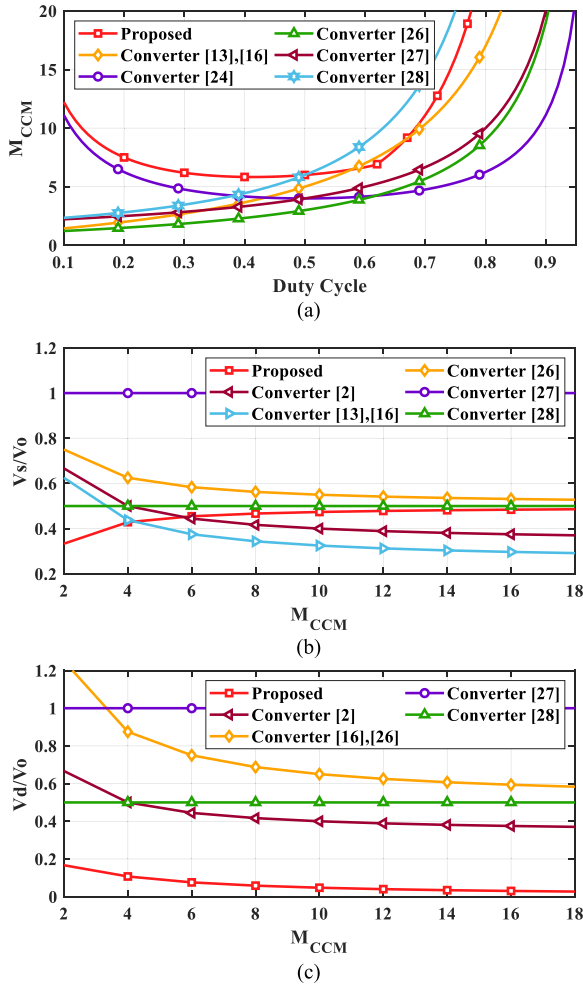 20
15
10
5
0
M_CCM
Proposed
Converter [13],[16]
Converter [24]
Converter [26]
Converter [27]
Converter [28]
0.1 0.2 0.3 0.4 0.5 0.6 0.7 0.8 0.9
Duty Cycle
(a)
1.2
1
0.8
0.6
0.4
0.2
Vs/Vo
Proposed
Converter [2]
Converter [13],[16]
Converter [26]
Converter [27]
Converter [28]
2 4 6 8 10 12 14 16 18
M_CCM
(b)
1.2
1
0.8
0.6
0.4
0.2
0
Vd/Vo
Proposed
Converter [2]
Converter [16],[26]
Converter [27]
Converter [28]
2 4 6 8 10 12 14 16 18
M_CCM
(c)